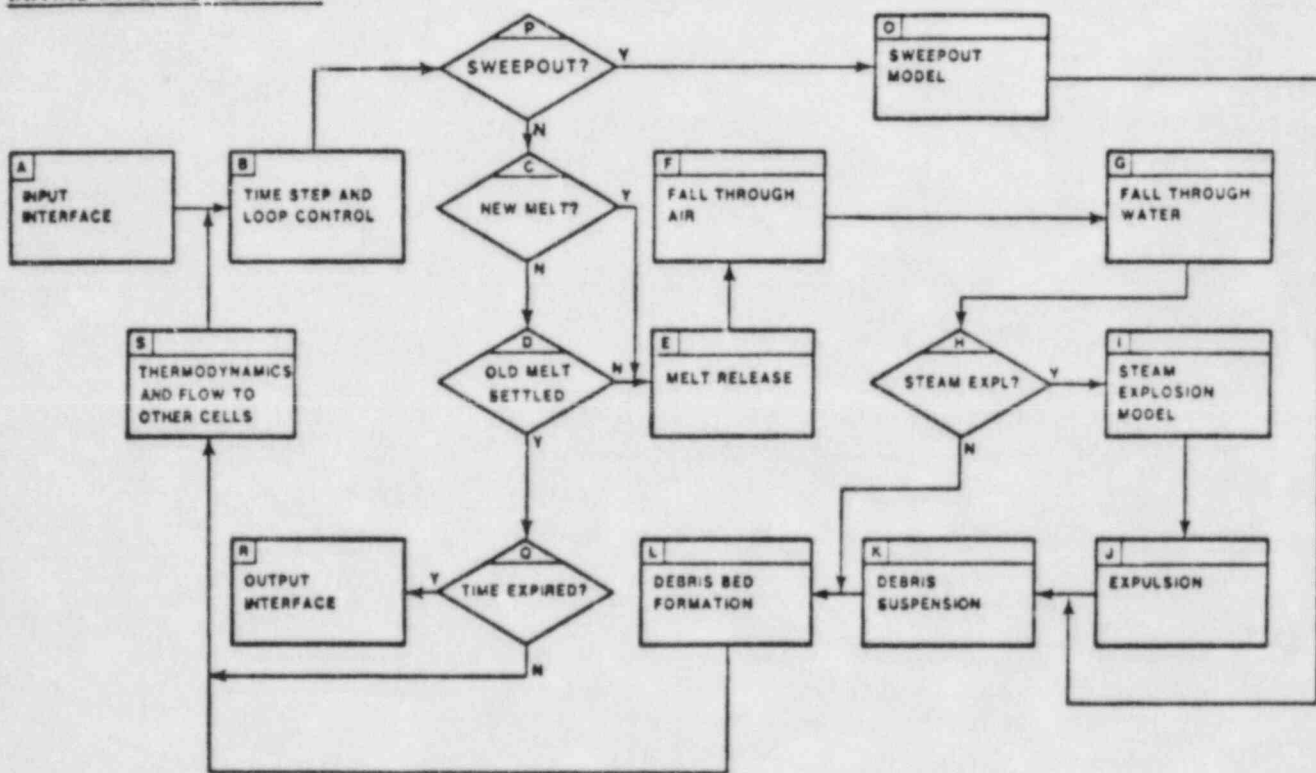 P
SWEEPOUT?
Y
N
O
SWEEPOUT
MODEL
A
INPUT
INTERFACE
B
TIME STEP AND
LOOP CONTROL
C
NEW MELT?
Y
N
F
FALL THROUGH
AIR
G
FALL THROUGH
WATER
S
THERMODYNAMICS
AND FLOW TO
OTHER CELLS
D
OLD MELT
SETTLED
N
Y
E
MELT RELEASE
H
STEAM EXPL?
Y
N
I
STEAM
EXPLOSION
MODEL
R
OUTPUT
INTERFACE
Y
Q
TIME EXPIRED?
N
L
DEBRIS BED
FORMATION
K
DEBRIS
SUSPENSION
J
EXPULSION